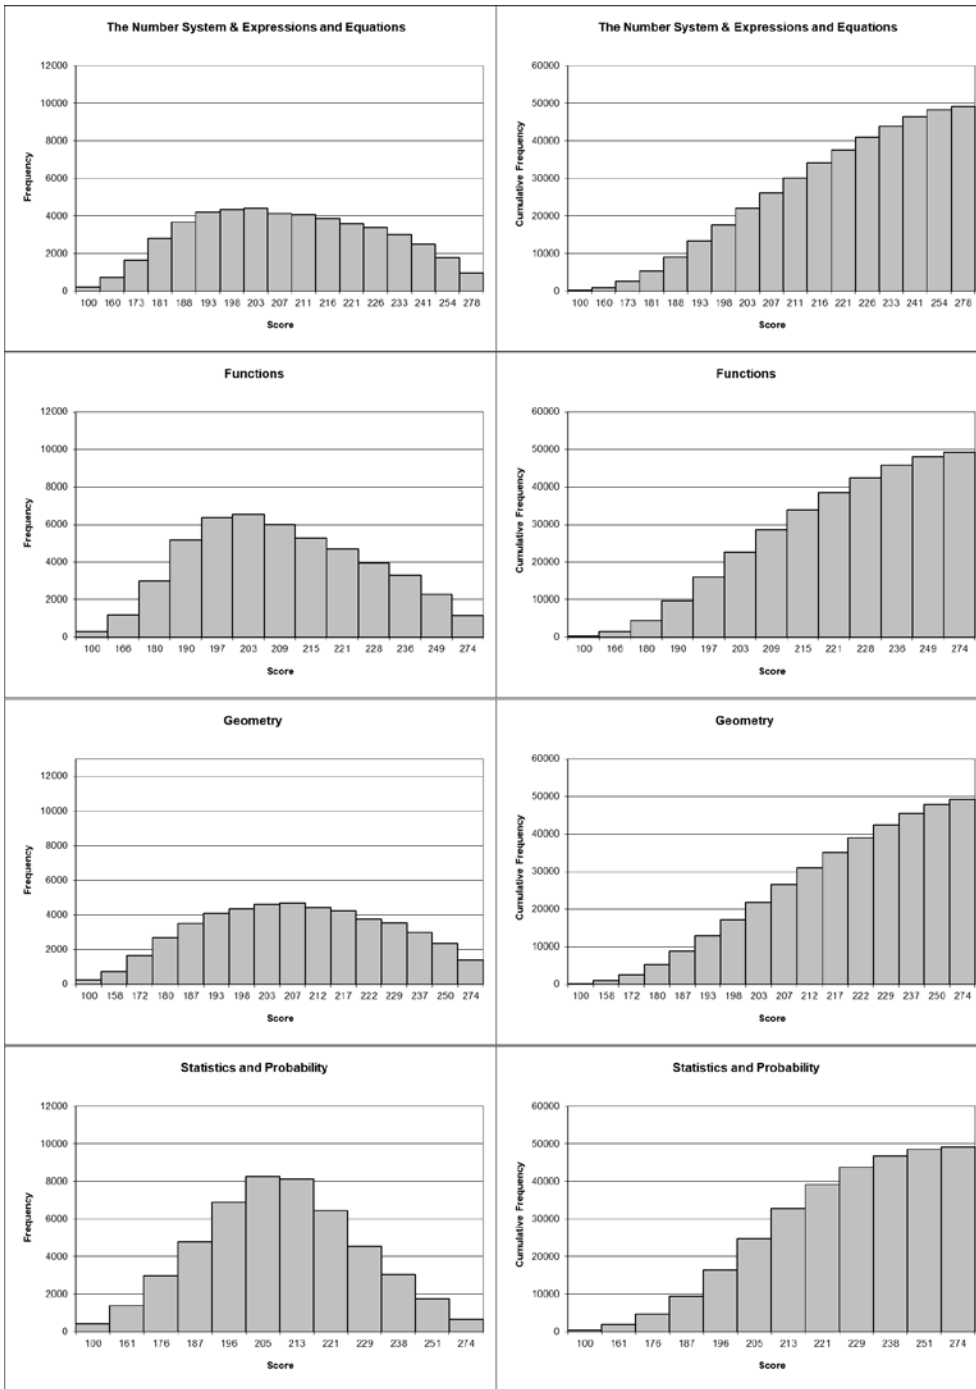 The Number System & Expressions and Equations
12000
10000
8000
6000
4000
2000
0
Frequency
100 160 173 181 188 193 198 203 207 211 216 221 226 233 241 254 278
Score
The Number System & Expressions and Equations
60000
50000
40000
30000
20000
10000
0
Cumulative Frequency
100 160 173 181 188 193 198 203 207 211 216 221 226 233 241 254 278
Score
Functions
12000
10000
8000
6000
4000
2000
0
Frequency
100 166 180 190 197 203 209 215 221 228 236 249 274
Score
Functions
60000
50000
40000
30000
20000
10000
0
Cumulative Frequency
100 166 180 190 197 203 209 215 221 228 236 249 274
Score
Geometry
12000
10000
8000
6000
4000
2000
0
Frequency
100 158 172 180 187 193 198 203 207 212 217 222 229 237 250 274
Score
Geometry
60000
50000
40000
30000
20000
10000
0
Cumulative Frequency
100 158 172 180 187 193 198 203 207 212 217 222 229 237 250 274
Score
Statistics and Probability
12000
10000
8000
6000
4000
2000
0
Frequency
100 161 176 187 196 205 213 221 229 238 251 274
Score
Statistics and Probability
60000
50000
40000
30000
20000
10000
0
Cumulative Frequency
100 161 176 187 196 205 213 221 229 238 251 274
Score